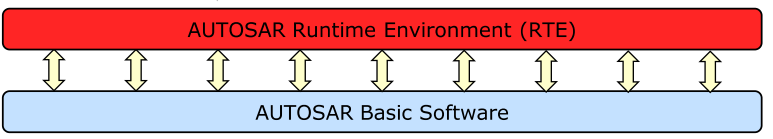 AUTOSAR Runtime Environment (RTE)
AUTOSAR Basic Software